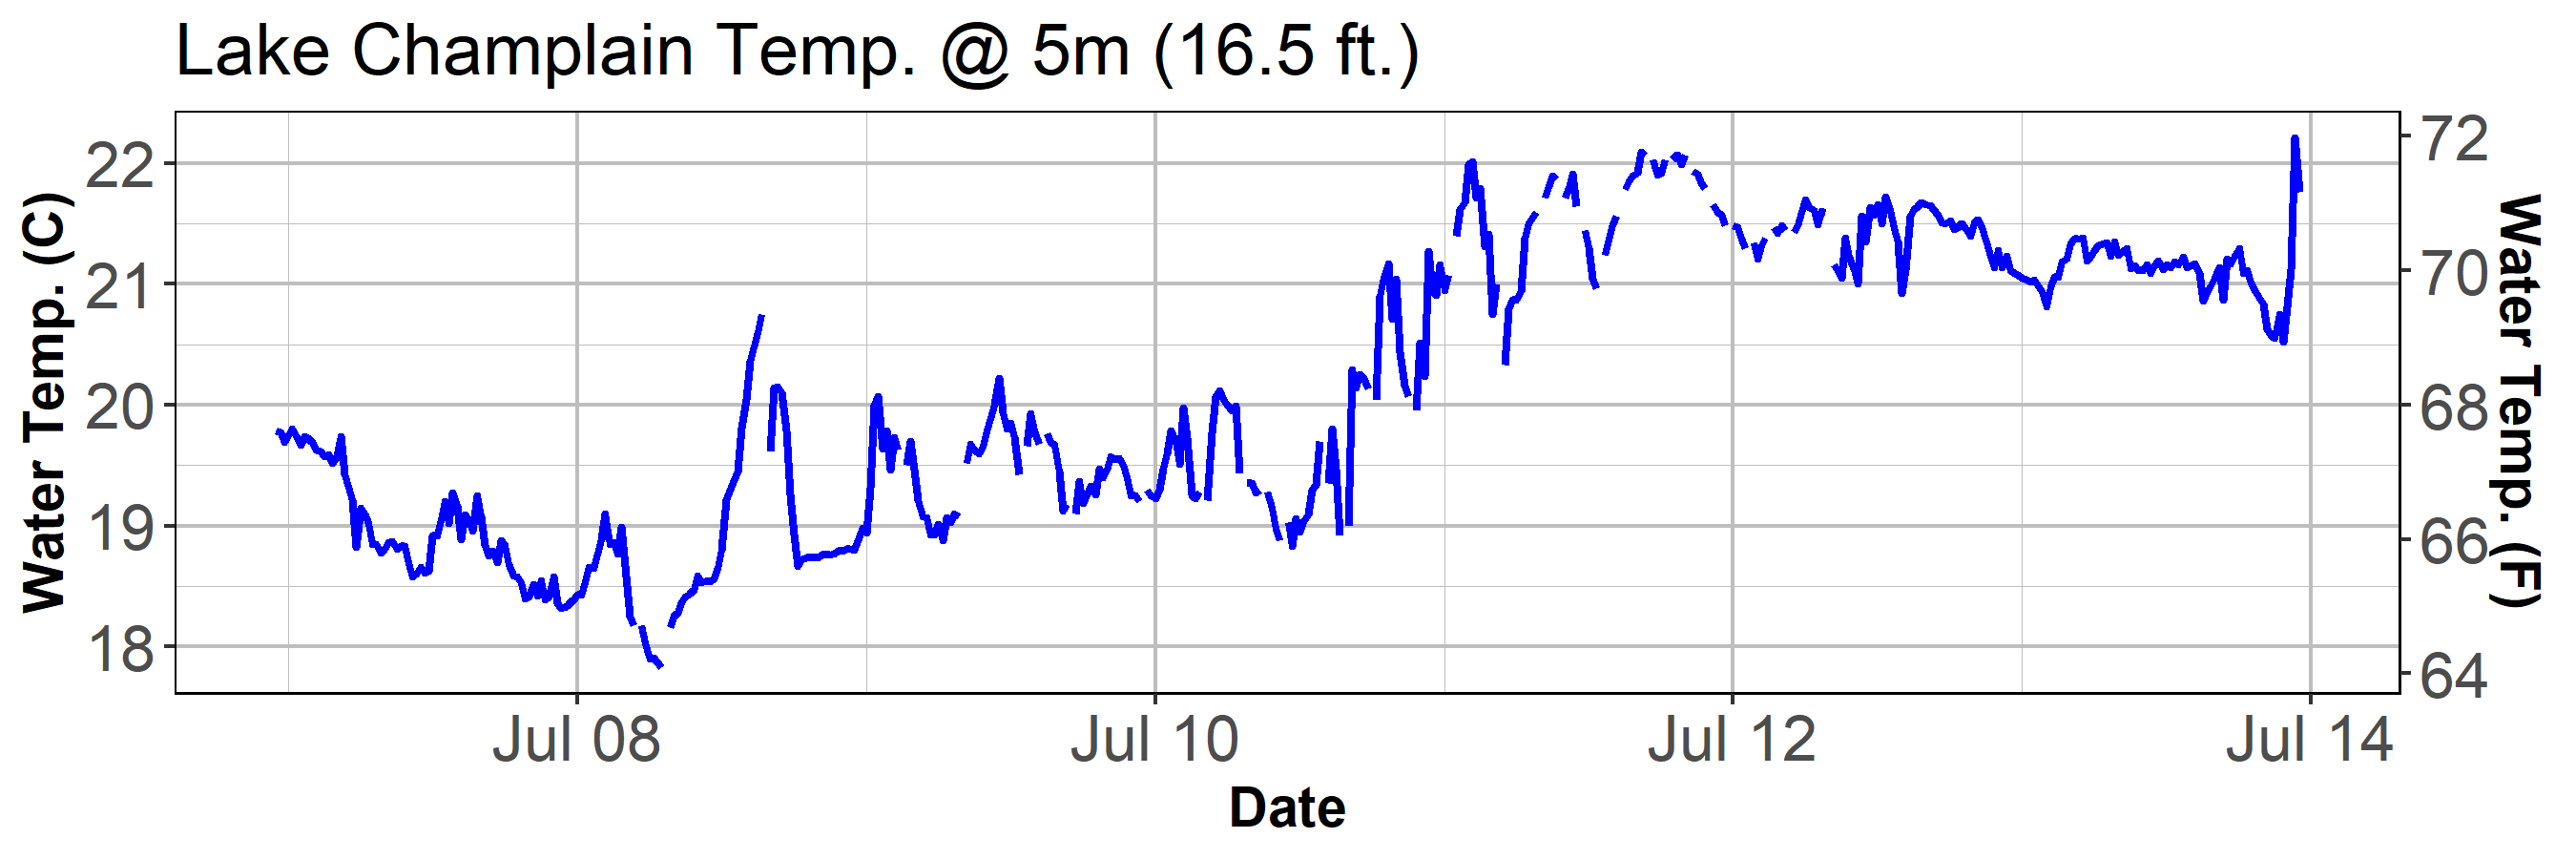 Lake Champlain Temp. @ 5m (16.5 ft.)
Water Temp. (C)
22
21
20
19
18
72
70
68
66
64
Water Temp. (F)
Jul 08 Jul 10 Jul 12 Jul 14
Date